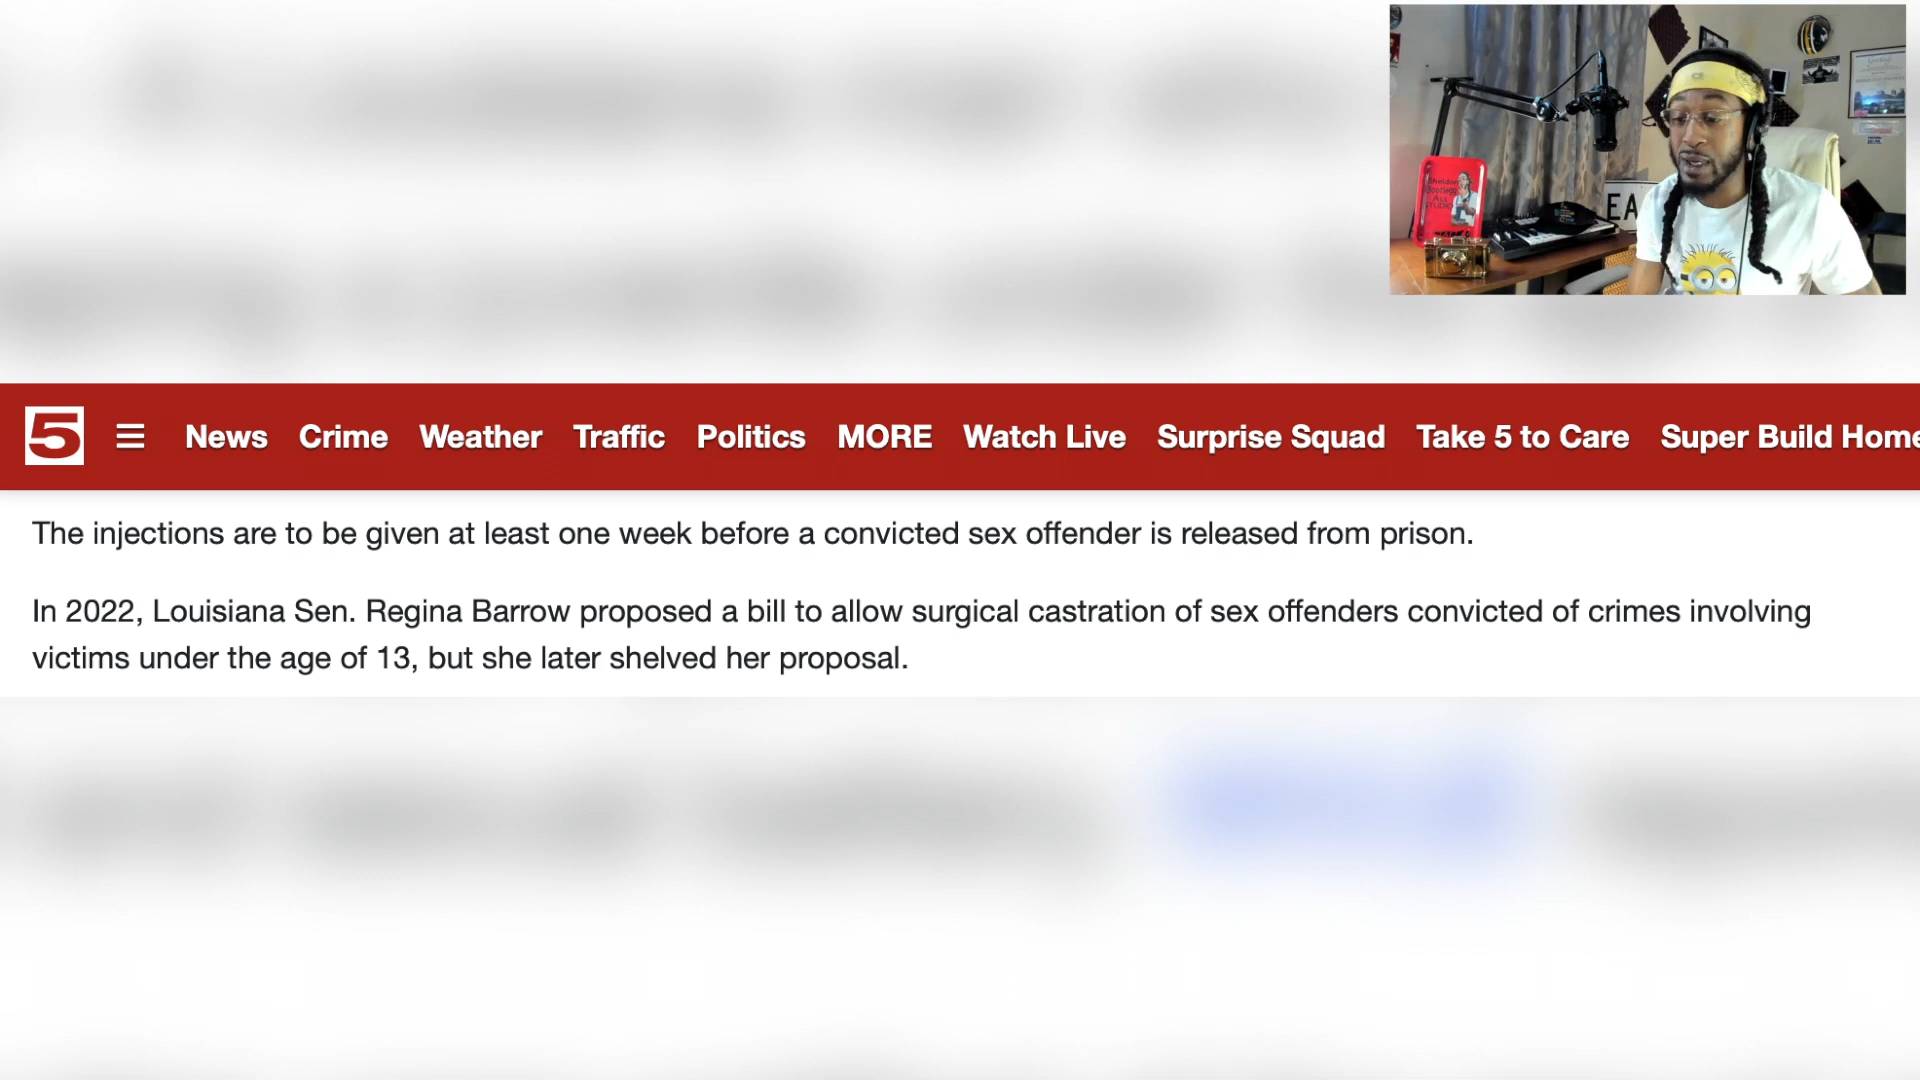 EA
5 News Crime Weather Traffic Politics MORE Watch Live Surprise Squad Take 5 to Care Super Build Home
The injections are to be given at least one week before a convicted sex offender is released from prison.
In 2022, Louisiana Sen. Regina Barrow proposed a bill to allow surgical castration of sex offenders convicted of crimes involving
victims under the age of 13, but she later shelved her proposal.